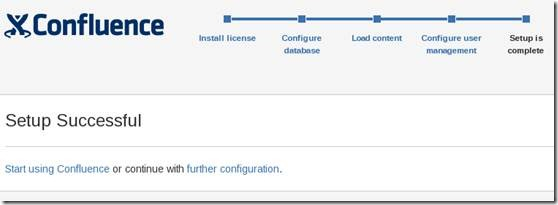 Confluence
Install license
Configure database
Load content
Configure user management
Setup is complete
Setup Successful
Start using Confluence or continue with further configuration.